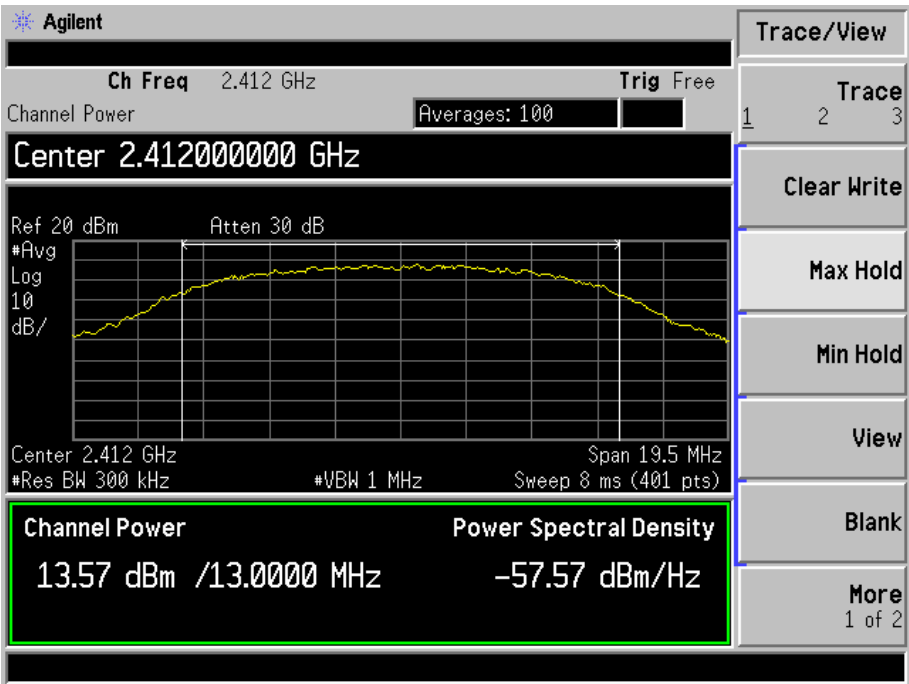 Agilent
Trace/View
Ch Freq 2.412 GHz Trig Free
Channel Power Averages: 100
Trace
1 2 3
Center 2.412000000 GHz
Clear Write
Ref 20 dBm Atten 30 dB
#Avg
Log
10
dB/
Max Hold
Min Hold
View
Center 2.412 GHz Span 19.5 MHz
#Res BW 300 kHz #VBW 1 MHz Sweep 8 ms (401 pts)
Channel Power Power Spectral Density
13.57 dBm /13.0000 MHz -57.57 dBm/Hz
Blank
More
1 of 2